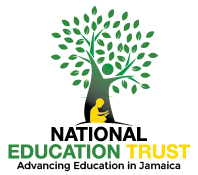 NATIONAL
EDUCATION TRUST
Advancing Education in Jamaica